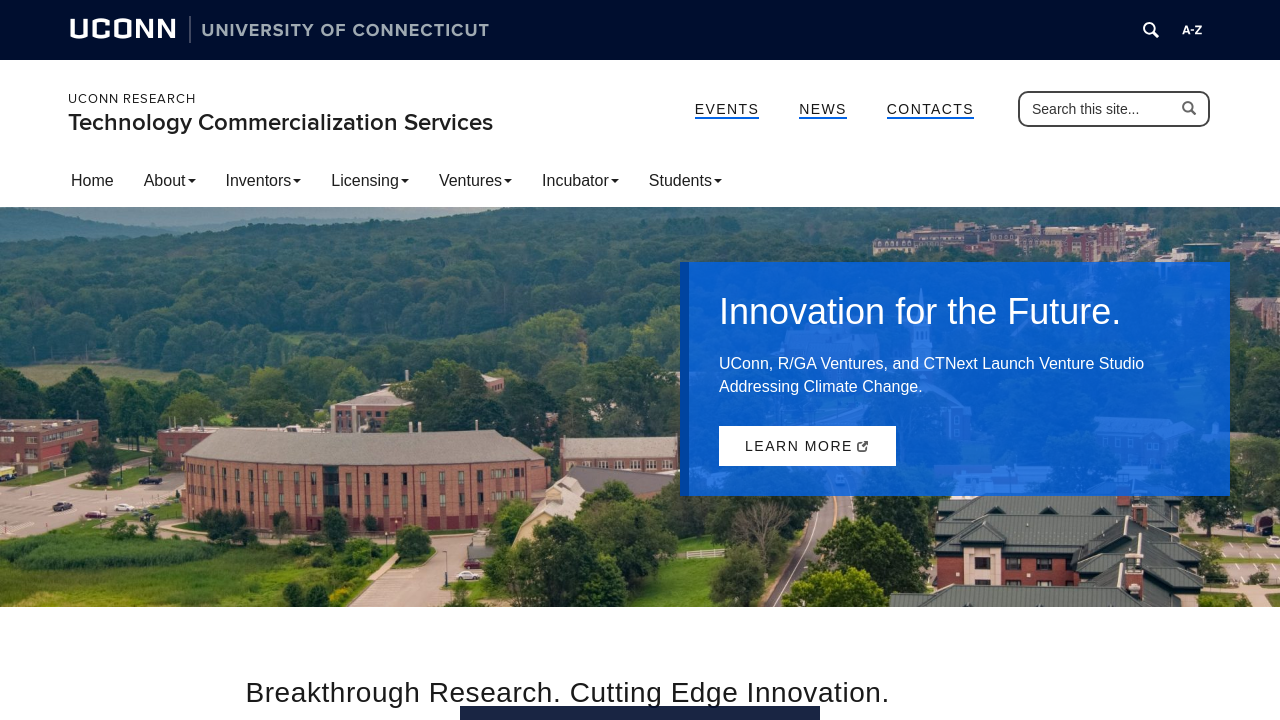 UCONN UNIVERSITY OF CONNECTICUT
A-Z
UCONN RESEARCH
Technology Commercialization Services
EVENTS NEWS CONTACTS
Search this site...
Home About Inventors Licensing Ventures Incubator Students
Innovation for the Future.
UConn, R/GA Ventures, and CTNext Launch Venture Studio
Addressing Climate Change.
LEARN MORE
Breakthrough Research. Cutting Edge Innovation.